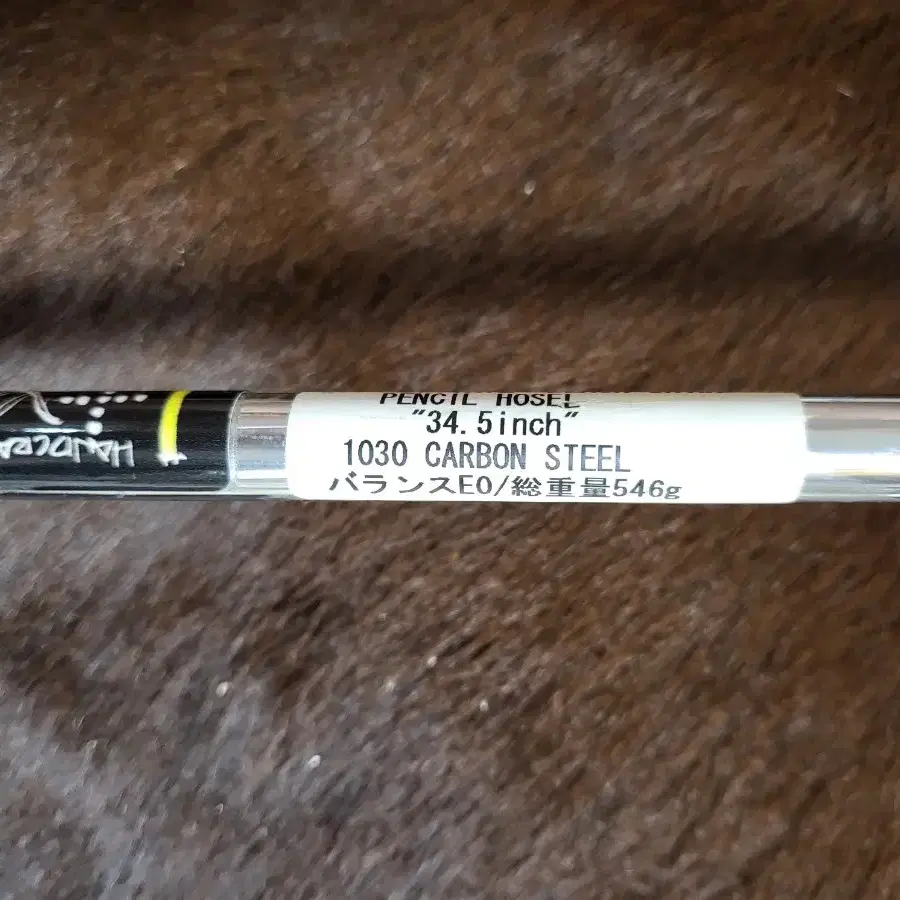 PENCIL HOSEL
"34.5inch"
1030 CARBON STEEL
バランスE0/総重量546g
HANDCRA